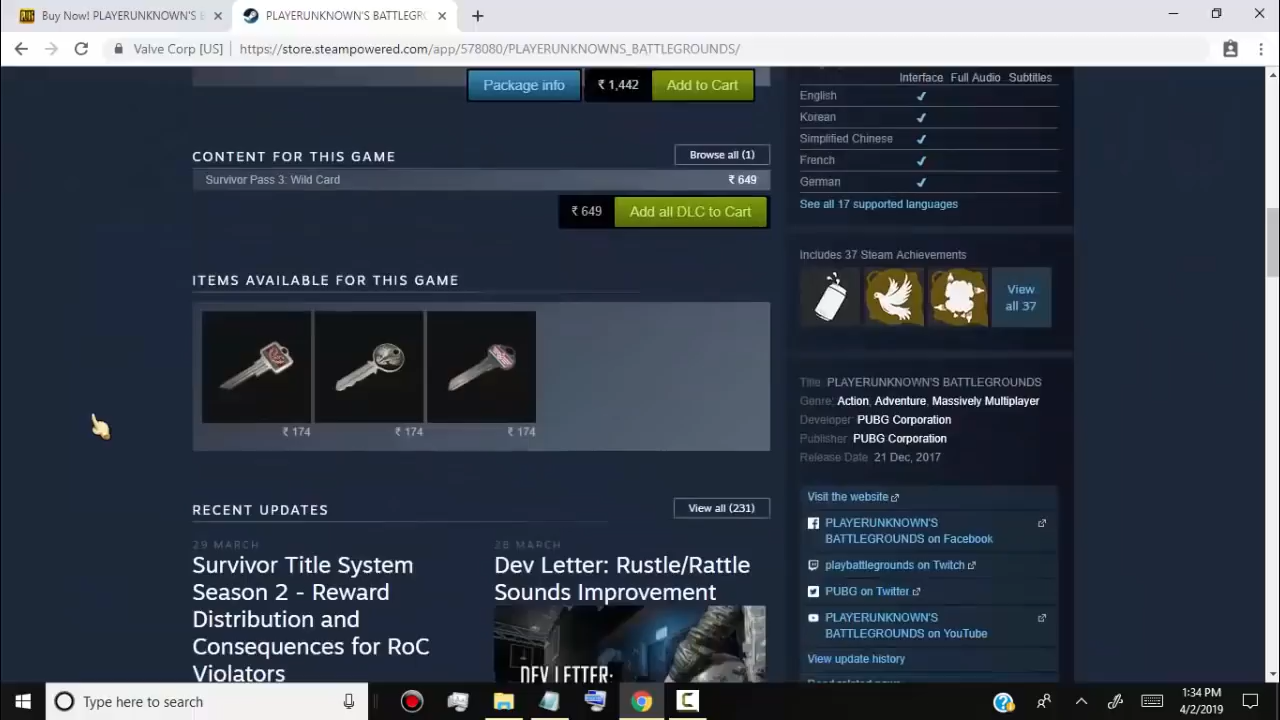 Buy Now! PLAYERUNKNOWN'S B
PLAYERUNKNOWN'S BATTLEGROUNDS
Valve Corp [US]
https://store.steampowered.com/app/578080/PLAYERUNKNOWNS_BATTLEGROUNDS/
Package info
₹ 1,442
Add to Cart
CONTENT FOR THIS GAME
Browse all (1)
Survivor Pass 3: Wild Card
₹ 649
₹ 649
Add all DLC to Cart
ITEMS AVAILABLE FOR THIS GAME
₹ 174
₹ 174
₹ 174
RECENT UPDATES
View all (231)
29 MARCH
Survivor Title System
Season 2 - Reward
Distribution and
Consequences for RoC
Violators
28 MARCH
Dev Letter: Rustle/Rattle
Sounds Improvement
DEV LETTER:
Interface Full Audio Subtitles
English
Korean
Simplified Chinese
French
German
See all 17 supported languages
Includes 37 Steam Achievements
View
all 37
Title: PLAYERUNKNOWN'S BATTLEGROUNDS
Genre: Action, Adventure, Massively Multiplayer
Developer: PUBG Corporation
Publisher: PUBG Corporation
Release Date: 21 Dec, 2017
Visit the website
PLAYERUNKNOWN'S
BATTLEGROUNDS on Facebook
playbattlegrounds on Twitch
PUBG on Twitter
PLAYERUNKNOWN'S
BATTLEGROUNDS on YouTube
View update history
Type here to search
1:34 PM
4/2/2019